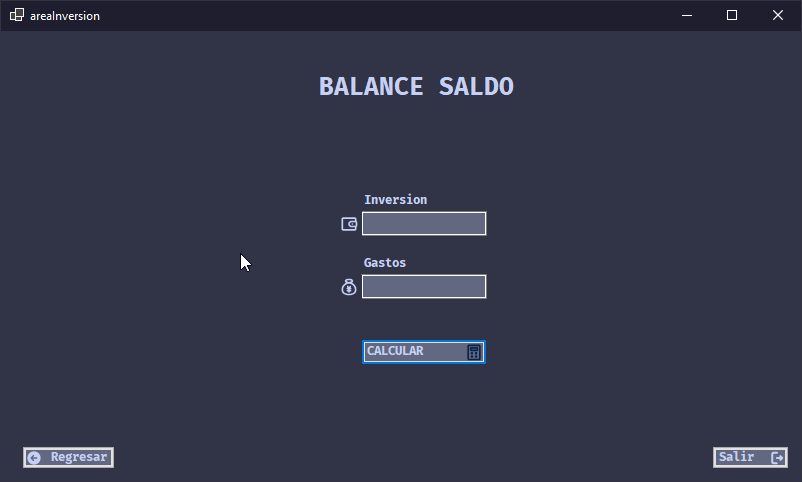 areaInversion
BALANCE SALDO
Inversion
Gastos
CALCULAR
Regresar
Salir